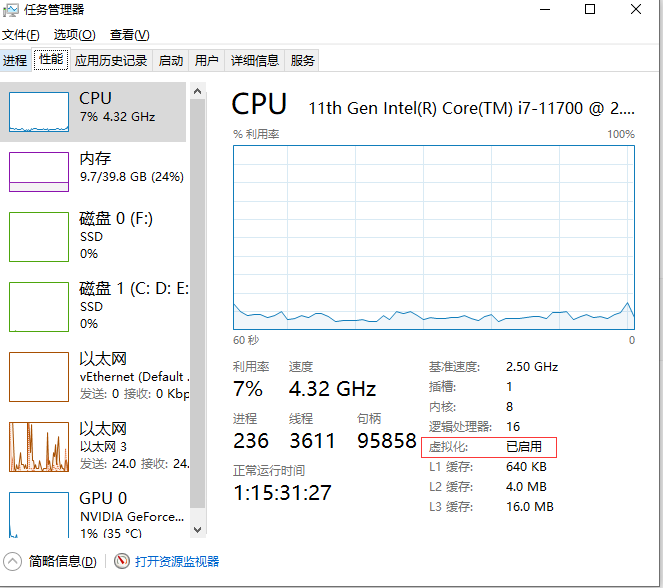 任务管理器
文件(F) 选项(O) 查看(V)
进程 性能 应用历史记录 启动 用户 详细信息 服务
CPU
7% 4.32 GHz
内存
9.7/39.8 GB (24%)
磁盘 0 (F:)
SSD
0%
磁盘 1 (C: D: E:
SSD
0%
以太网
vEthernet (Default .
发送: 0 接收: 0 Kbp
以太网
以太网 3
发送: 24.0 接收: 24.
GPU 0
NVIDIA GeForce...
1% (35 °C)
CPU 11th Gen Intel(R) Core(TM) i7-11700 @ 2....
% 利用率 100%
60 秒 0
利用率 速度
7% 4.32 GHz
进程 线程 句柄
236 3611 95858
正常运行时间
1:15:31:27
基准速度: 2.50 GHz
插槽: 1
内核: 8
逻辑处理器: 16
虚拟化: 已启用
L1 缓存: 640 KB
L2 缓存: 4.0 MB
L3 缓存: 16.0 MB
简略信息(D) 打开资源监视器